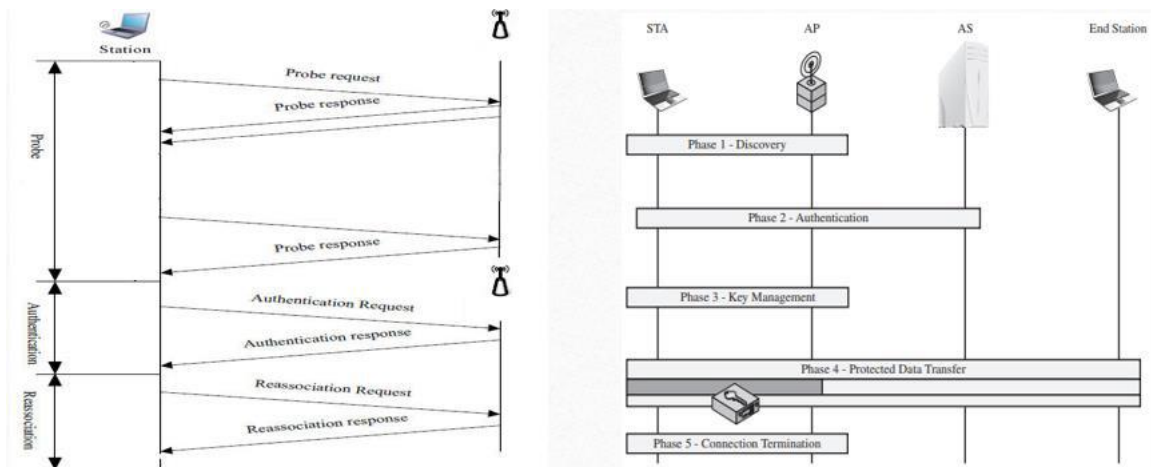 Station
Probe request
Probe response
Probe response
Probe
Authentication Request
Authentication response
Authentication
Reassociation Request
Reassociation response
Reassociation
STA AP AS End Station
Phase 1 - Discovery
Phase 2 - Authentication
Phase 3 - Key Management
Phase 4 - Protected Data Transfer
Phase 5 - Connection Termination